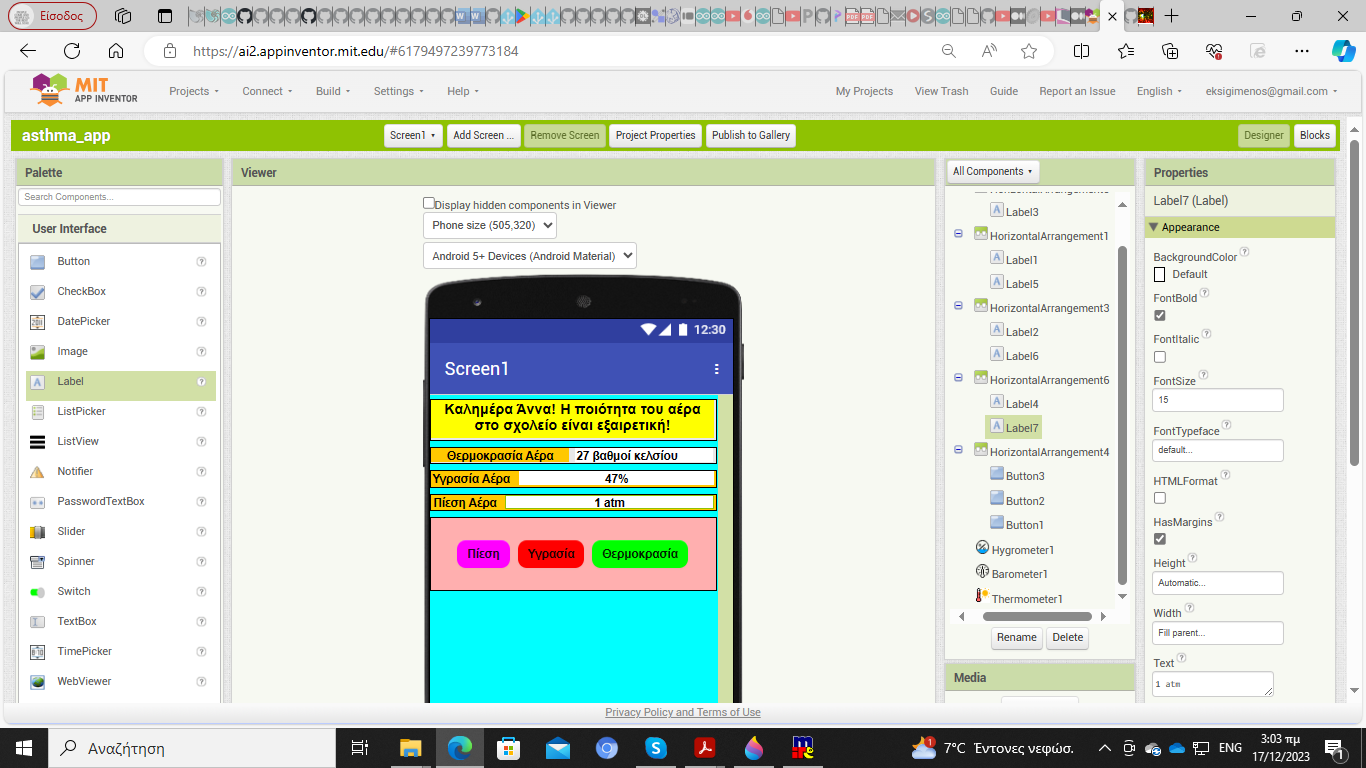 Είσοδος
https://ai2.appinventor.mit.edu/#6179497239773184
MIT
APP INVENTOR
Projects
Connect
Build
Settings
Help
My Projects
View Trash
Guide
Report an Issue
English
eksigimenos@gmail.com
asthma_app
Screen1
Add Screen ...
Remove Screen
Project Properties
Publish to Gallery
Designer
Blocks
Palette
Search Components...
User Interface
Button
CheckBox
DatePicker
Image
Label
ListPicker
ListView
Notifier
PasswordTextBox
Slider
Spinner
Switch
TextBox
TimePicker
WebViewer
Viewer
Display hidden components in Viewer
Phone size (505,320)
Android 5+ Devices (Android Material)
12:30
Screen1
Καλημέρα Άννα! Η ποιότητα του αέρα
στο σχολείο είναι εξαιρετική!
Θερμοκρασία Αέρα 27 βαθμοί κελσίου
Υγρασία Αέρα 47%
Πίεση Αέρα 1 atm
Πίεση Υγρασία Θερμοκρασία
All Components
Label3
HorizontalArrangement1
Label1
Label5
HorizontalArrangement3
Label2
Label6
HorizontalArrangement6
Label4
Label7
HorizontalArrangement4
Button3
Button2
Button1
Hygrometer1
Barometer1
Thermometer1
Rename
Delete
Media
Properties
Label7 (Label)
Appearance
BackgroundColor
Default
FontBold
FontItalic
FontSize
15
FontTypeface
default...
HTMLFormat
HasMargins
Height
Automatic...
Width
Fill parent...
Text
1 atm
Privacy Policy and Terms of Use
Αναζήτηση
7°C Έντονες νεφώσ.
ENG
3:03 πμ
17/12/2023